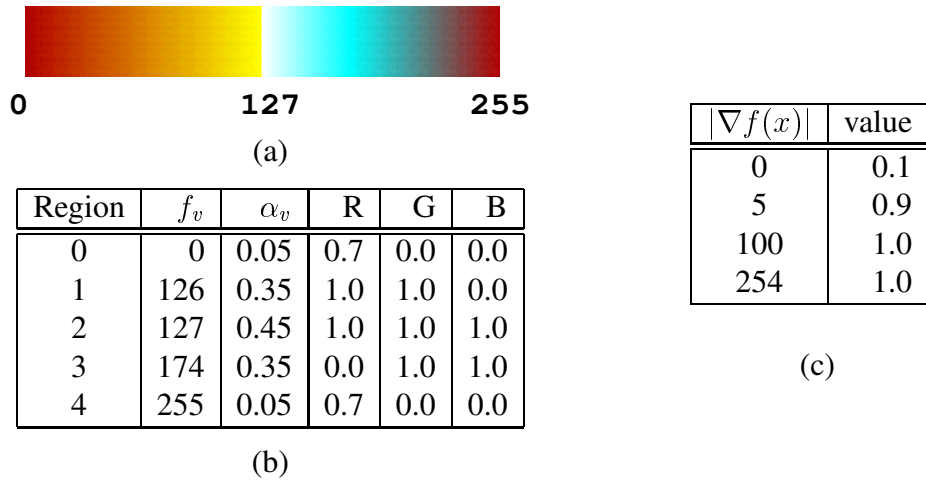 0 127 255
(a)
Region f_v α_v R G B
0 0 0.05 0.7 0.0 0.0
1 126 0.35 1.0 1.0 0.0
2 127 0.45 1.0 1.0 1.0
3 174 0.35 0.0 1.0 1.0
4 255 0.05 0.7 0.0 0.0
(b)
|∇f(x)| value
0 0.1
5 0.9
100 1.0
254 1.0
(c)